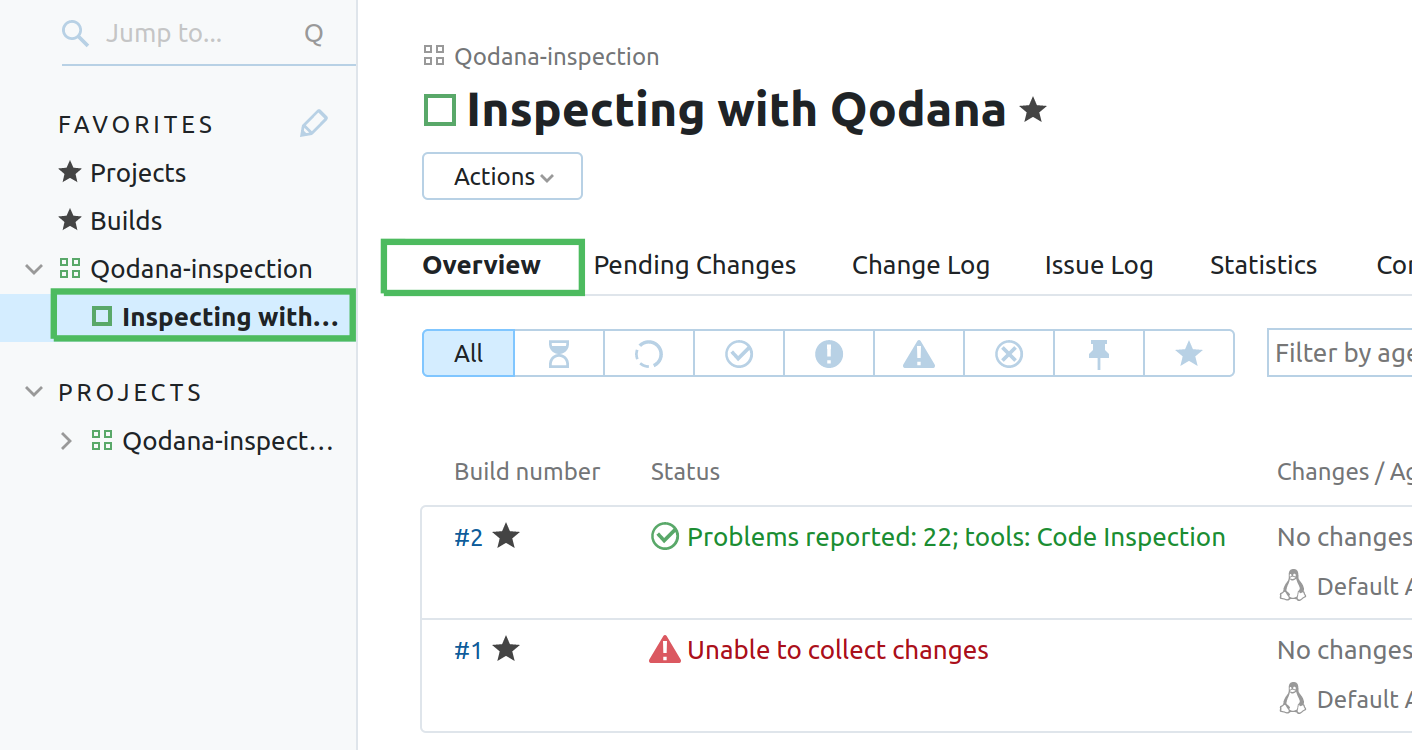 Jump to...
Q
FAVORITES
Projects
Builds
Qodana-inspection
Inspecting with...
PROJECTS
Qodana-inspect...
Qodana-inspection
Inspecting with Qodana
Actions
Overview Pending Changes Change Log Issue Log Statistics Cor
All
Filter by age
Build number Status Changes / Ag
#2 Problems reported: 22; tools: Code Inspection No changes
Default A
#1 Unable to collect changes No changes
Default A